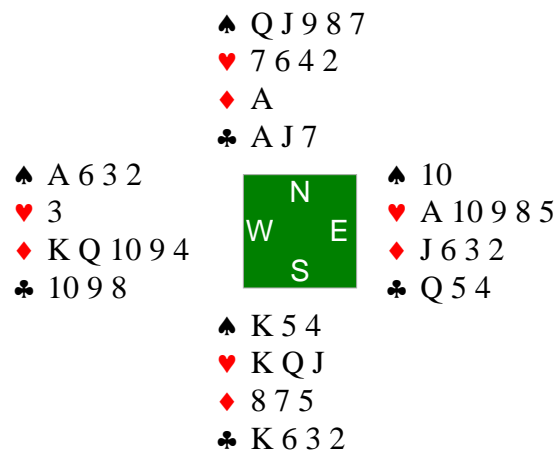 ♠ Q J 9 8 7
♥ 7 6 4 2
♦ A
♣ A J 7
♠ A 6 3 2
♥ 3
♦ K Q 10 9 4
♣ 10 9 8
N
W E
S
♠ 10
♥ A 10 9 8 5
♦ J 6 3 2
♣ Q 5 4
♠ K 5 4
♥ K Q J
♦ 8 7 5
♣ K 6 3 2